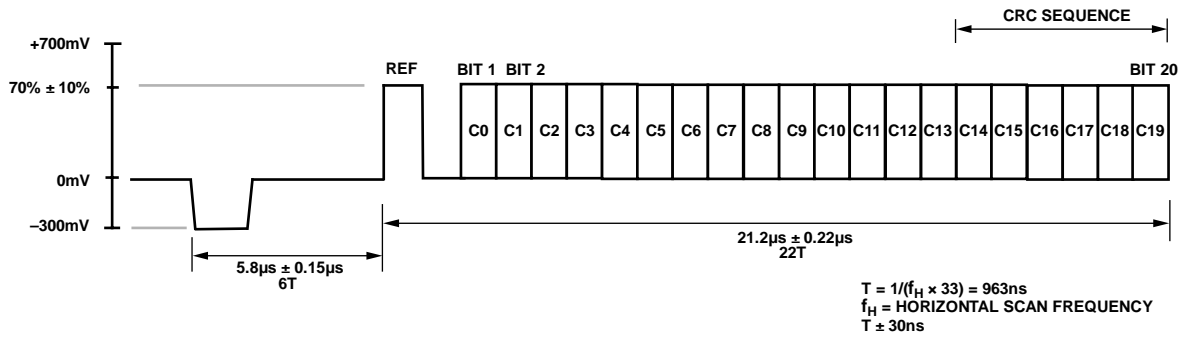 CRC SEQUENCE
+700mV
REF
BIT 1 BIT 2
BIT 20
70% ± 10%
C0 C1 C2 C3 C4 C5 C6 C7 C8 C9 C10 C11 C12 C13 C14 C15 C16 C17 C18 C19
0mV
–300mV
21.2µs ± 0.22µs
22T
5.8µs ± 0.15µs
6T
T = 1/(fH × 33) = 963ns
fH = HORIZONTAL SCAN FREQUENCY
T ± 30ns